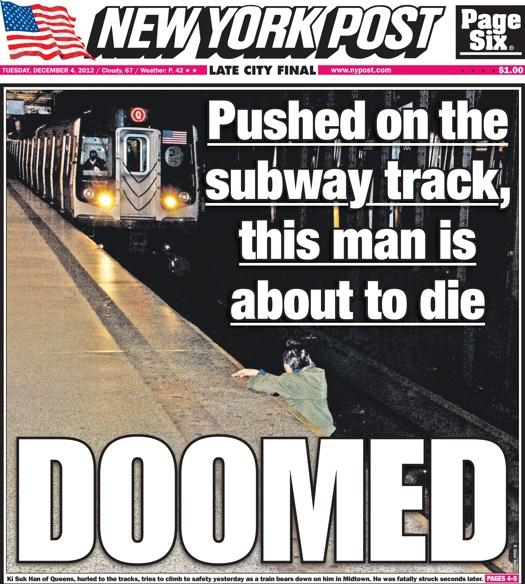 NEW YORK POST
Page
Six®
TUESDAY, DECEMBER 4, 2012 / Cloudy, 67 / Weather: P. 42 ★★
LATE CITY FINAL
www.nypost.com
$1.00
Q
Pushed on the
subway track,
this man is
about to die
DOOMED
Ki Suk Han of Queens, hurled to the tracks, tries to climb to safety yesterday as a train bears down on him in Midtown. He was fatally struck seconds later. PAGES 4-5